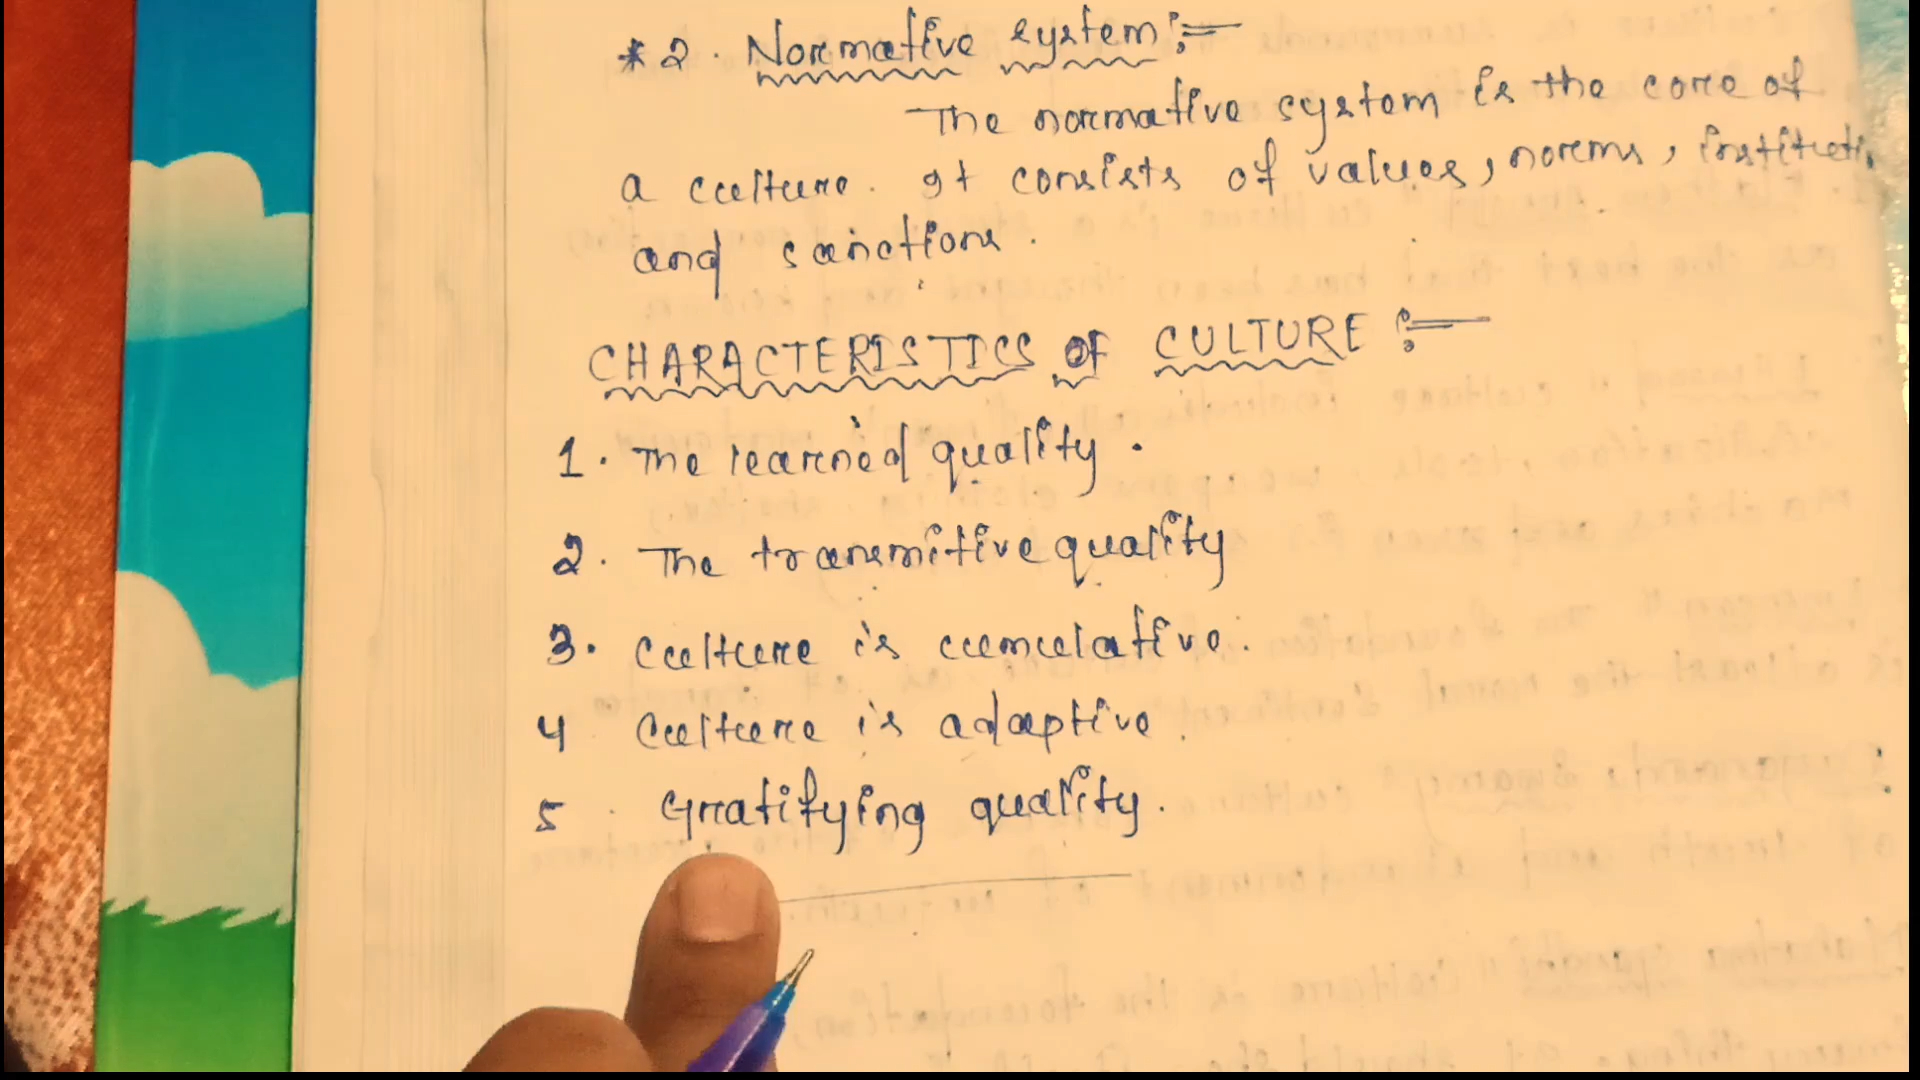 *2. Normative system:-
The normative system is the core of
a culture. It consists of values, norms,
and sanctions.
CHARACTERISTICS OF CULTURE:-
1. The learned quality.
2. The transmitive quality
3. Culture is cumulative.
4 Culture is adaptive.
5. Gratifying quality.